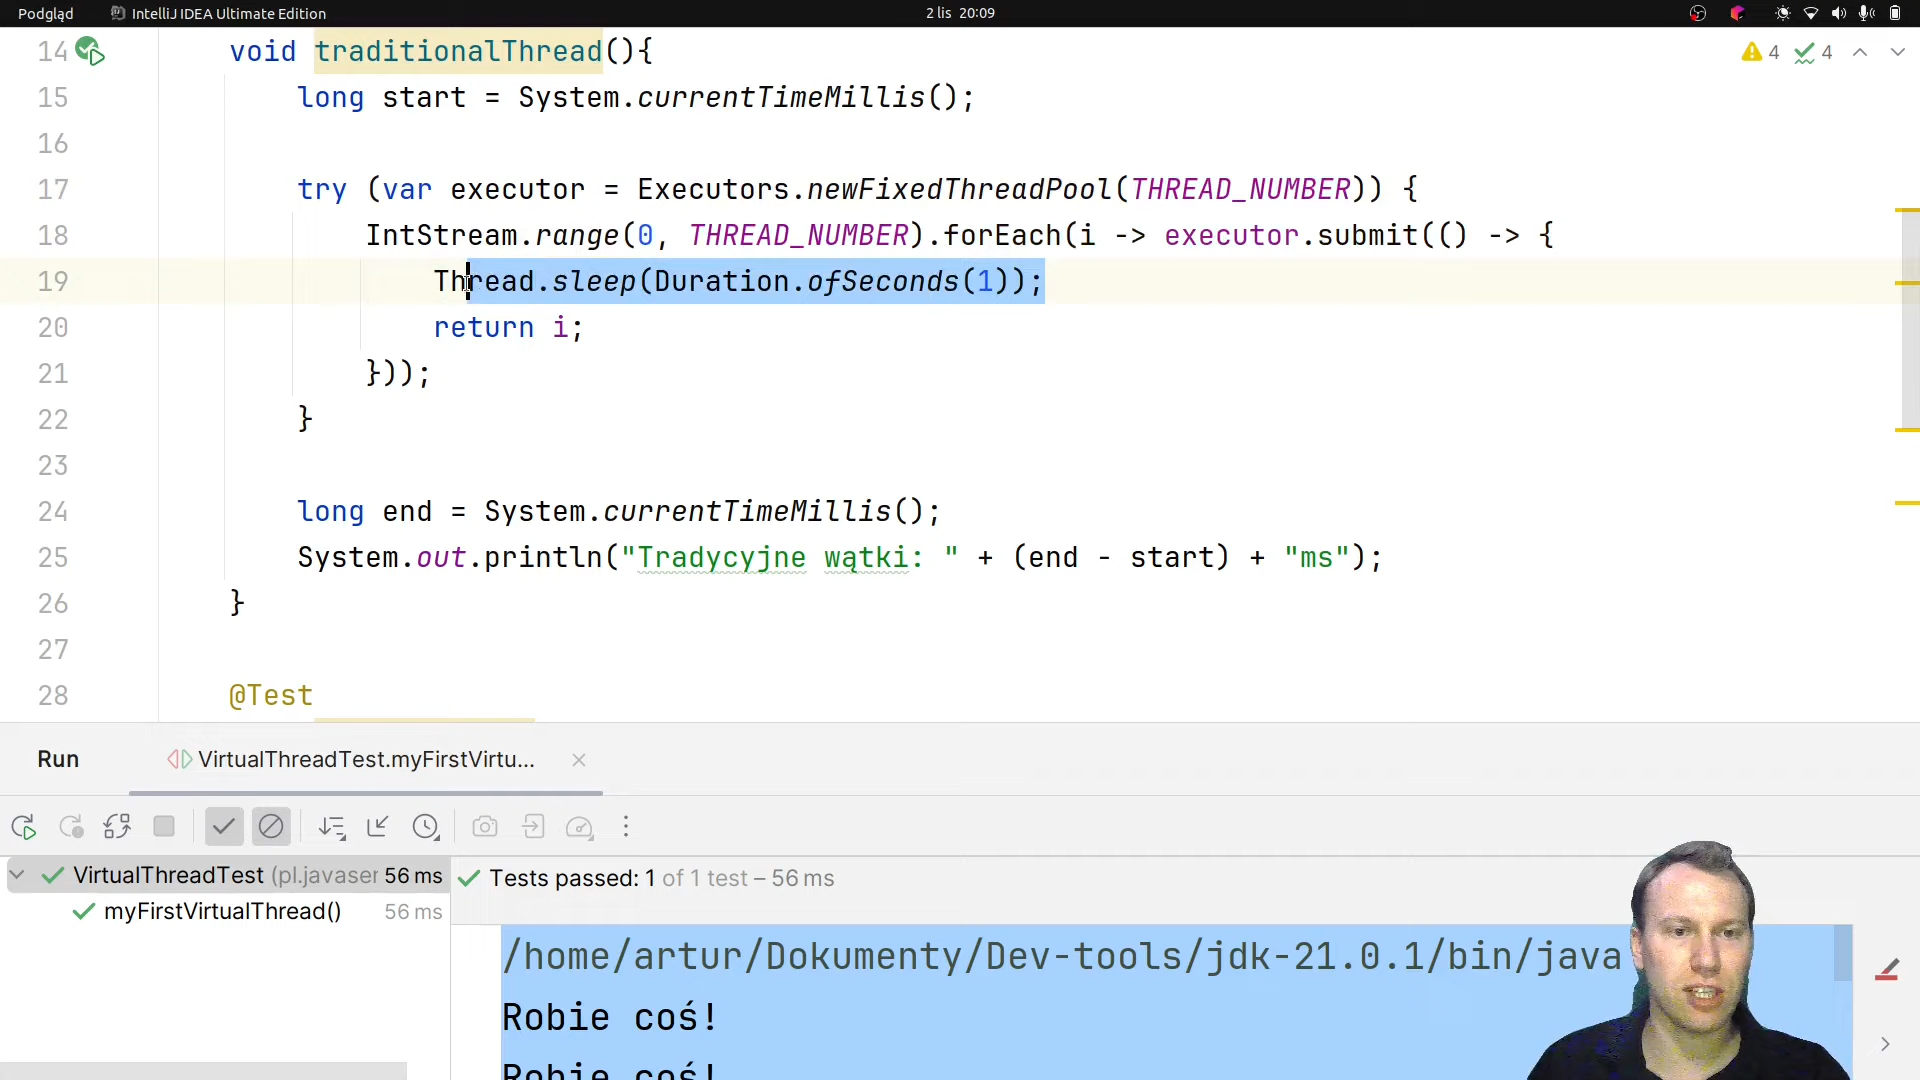 Podgląd IntelliJ IDEA Ultimate Edition 2 lis 20:09
14 void traditionalThread(){
4 4
15 long start = System.currentTimeMillis();
16
17 try (var executor = Executors.newFixedThreadPool(THREAD_NUMBER)) {
18 IntStream.range(0, THREAD_NUMBER).forEach(i -> executor.submit(() -> {
19 Thread.sleep(Duration.ofSeconds(1));
20 return i;
21 }));
22 }
23
24 long end = System.currentTimeMillis();
25 System.out.println("Tradycyjne wątki: " + (end - start) + "ms");
26 }
27
28 @Test
Run VirtualThreadTest.myFirstVirtu...
VirtualThreadTest (pl.javaser 56 ms
myFirstVirtualThread() 56 ms
Tests passed: 1 of 1 test – 56 ms
/home/artur/Dokumenty/Dev-tools/jdk-21.0.1/bin/java
Robie coś!
Robie coś!